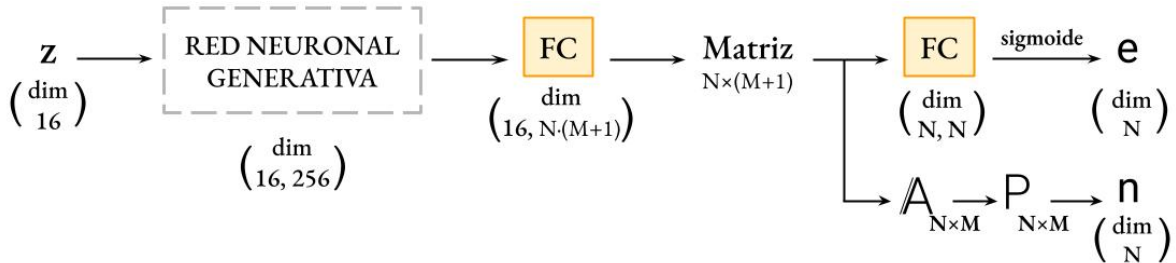 z
(dim
16)
RED NEURONAL
GENERATIVA
(dim
16, 256)
FC
(dim
16, N·(M+1))
Matriz
N×(M+1)
FC
(dim
N, N)
sigmoide
e
(dim
N)
𝔸 N×M
P N×M
n
(dim
N)